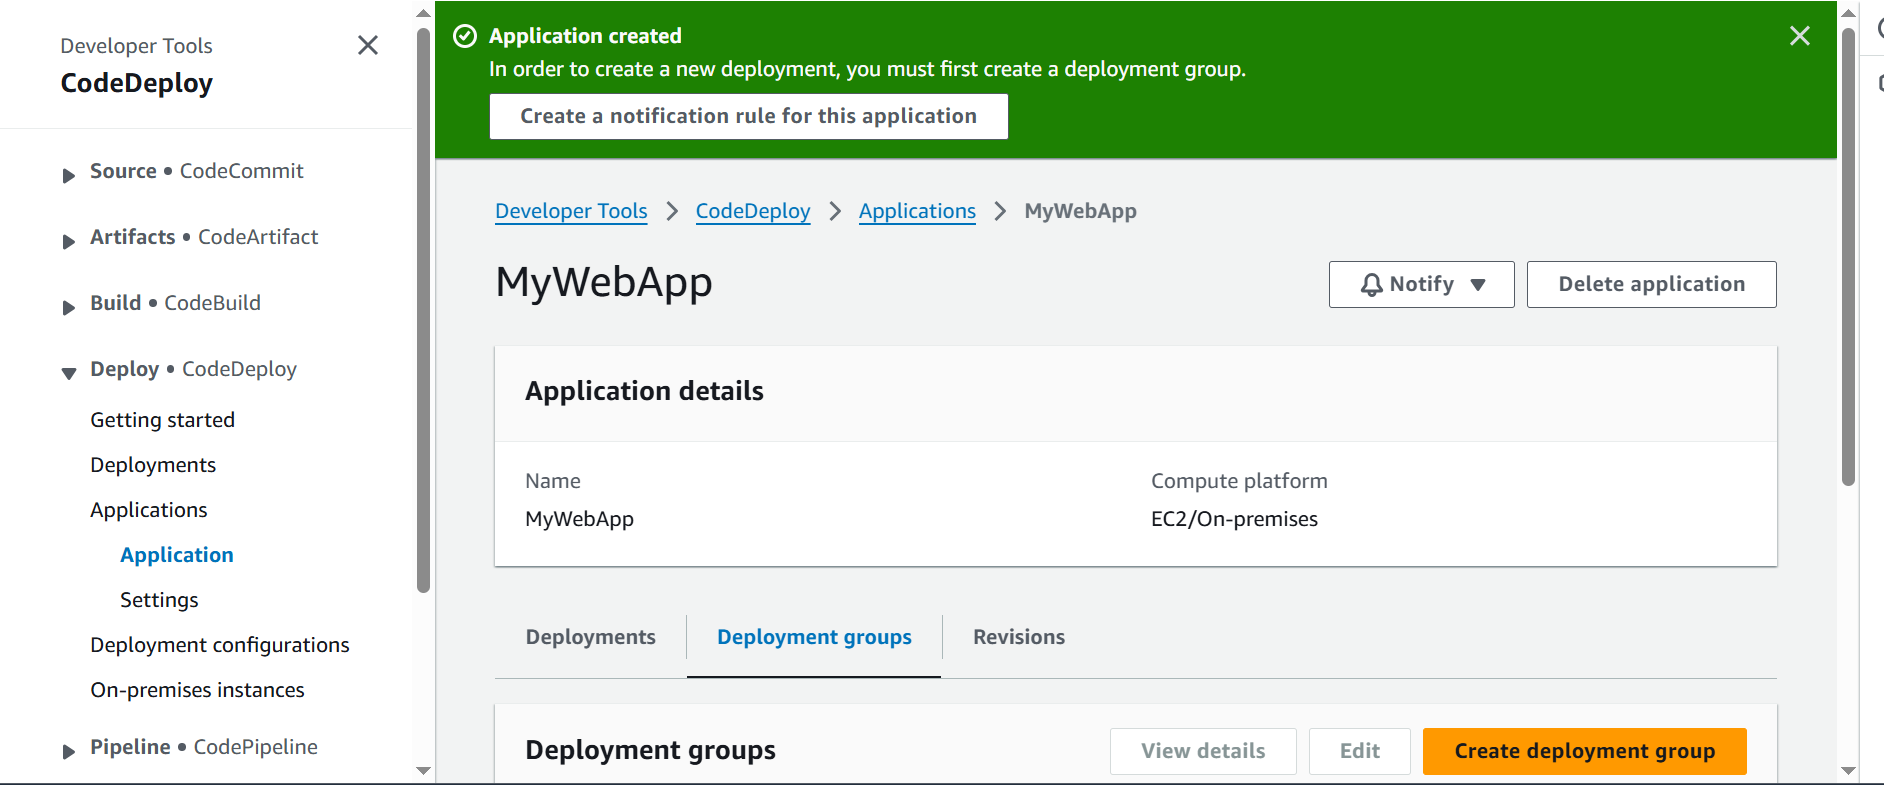 Developer Tools
CodeDeploy
Source • CodeCommit
Artifacts • CodeArtifact
Build • CodeBuild
Deploy • CodeDeploy
Getting started
Deployments
Applications
Application
Settings
Deployment configurations
On-premises instances
Pipeline • CodePipeline
Application created
In order to create a new deployment, you must first create a deployment group.
Create a notification rule for this application
Developer Tools > CodeDeploy > Applications > MyWebApp
MyWebApp
Notify
Delete application
Application details
Name
MyWebApp
Compute platform
EC2/On-premises
Deployments
Deployment groups
Revisions
Deployment groups
View details
Edit
Create deployment group